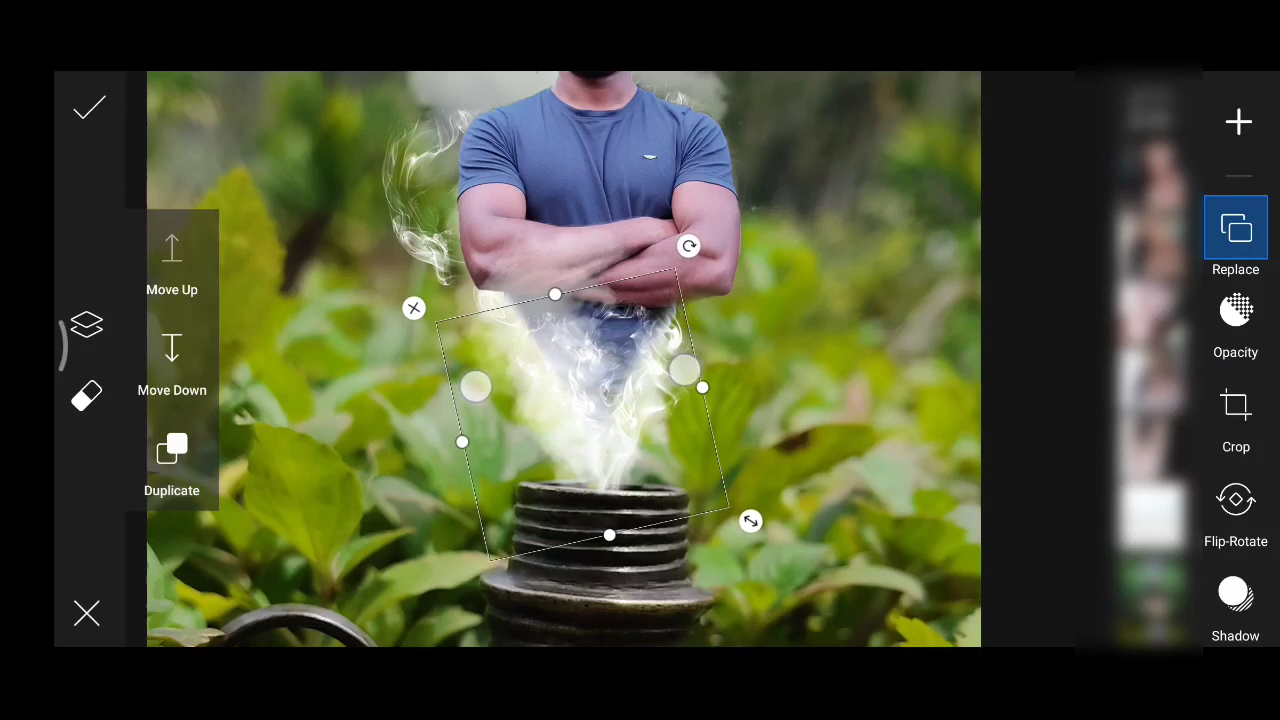 Move Up
Move Down
Duplicate
Replace
Opacity
Crop
Flip-Rotate
Shadow